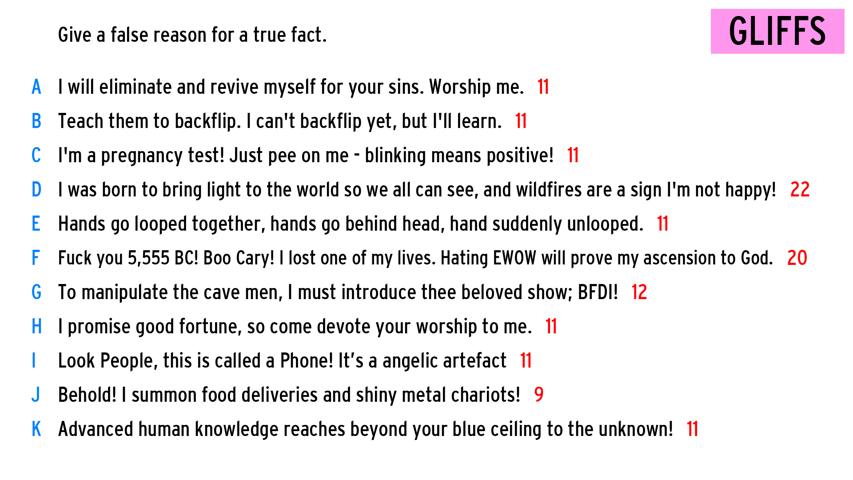 Give a false reason for a true fact.
GLIFFS
A I will eliminate and revive myself for your sins. Worship me. 11
B Teach them to backflip. I can't backflip yet, but I'll learn. 11
C I'm a pregnancy test! Just pee on me - blinking means positive! 11
D I was born to bring light to the world so we all can see, and wildfires are a sign I'm not happy! 22
E Hands go looped together, hands go behind head, hand suddenly unlooped. 11
F Fuck you 5,555 BC! Boo Cary! I lost one of my lives. Hating EWOW will prove my ascension to God. 20
G To manipulate the cave men, I must introduce thee beloved show; BFDI! 12
H I promise good fortune, so come devote your worship to me. 11
I Look People, this is called a Phone! It’s a angelic artefact 11
J Behold! I summon food deliveries and shiny metal chariots! 9
K Advanced human knowledge reaches beyond your blue ceiling to the unknown! 11